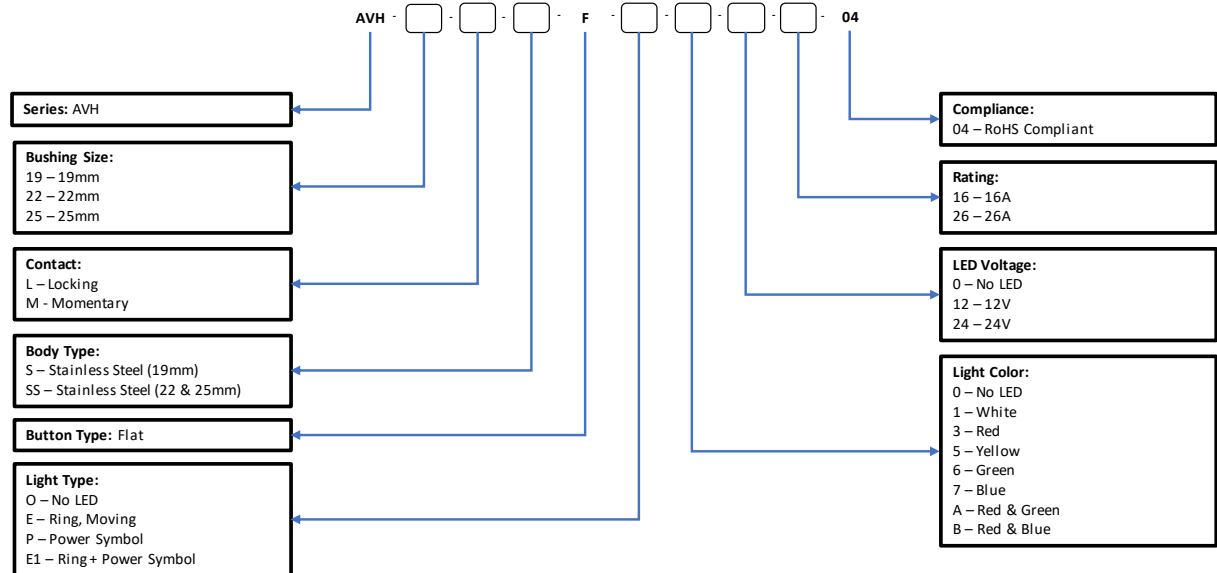 AVH - - - - F - - - - - 04
Series: AVH
Bushing Size:
19 – 19mm
22 – 22mm
25 – 25mm
Contact:
L – Locking
M - Momentary
Body Type:
S – Stainless Steel (19mm)
SS – Stainless Steel (22 & 25mm)
Button Type: Flat
Light Type:
O – No LED
E – Ring, Moving
P – Power Symbol
E1 – Ring + Power Symbol
Compliance:
04 – RoHS Compliant
Rating:
16 – 16A
26 – 26A
LED Voltage:
0 – No LED
12 – 12V
24 – 24V
Light Color:
0 – No LED
1 – White
3 – Red
5 – Yellow
6 – Green
7 – Blue
A – Red & Green
B – Red & Blue